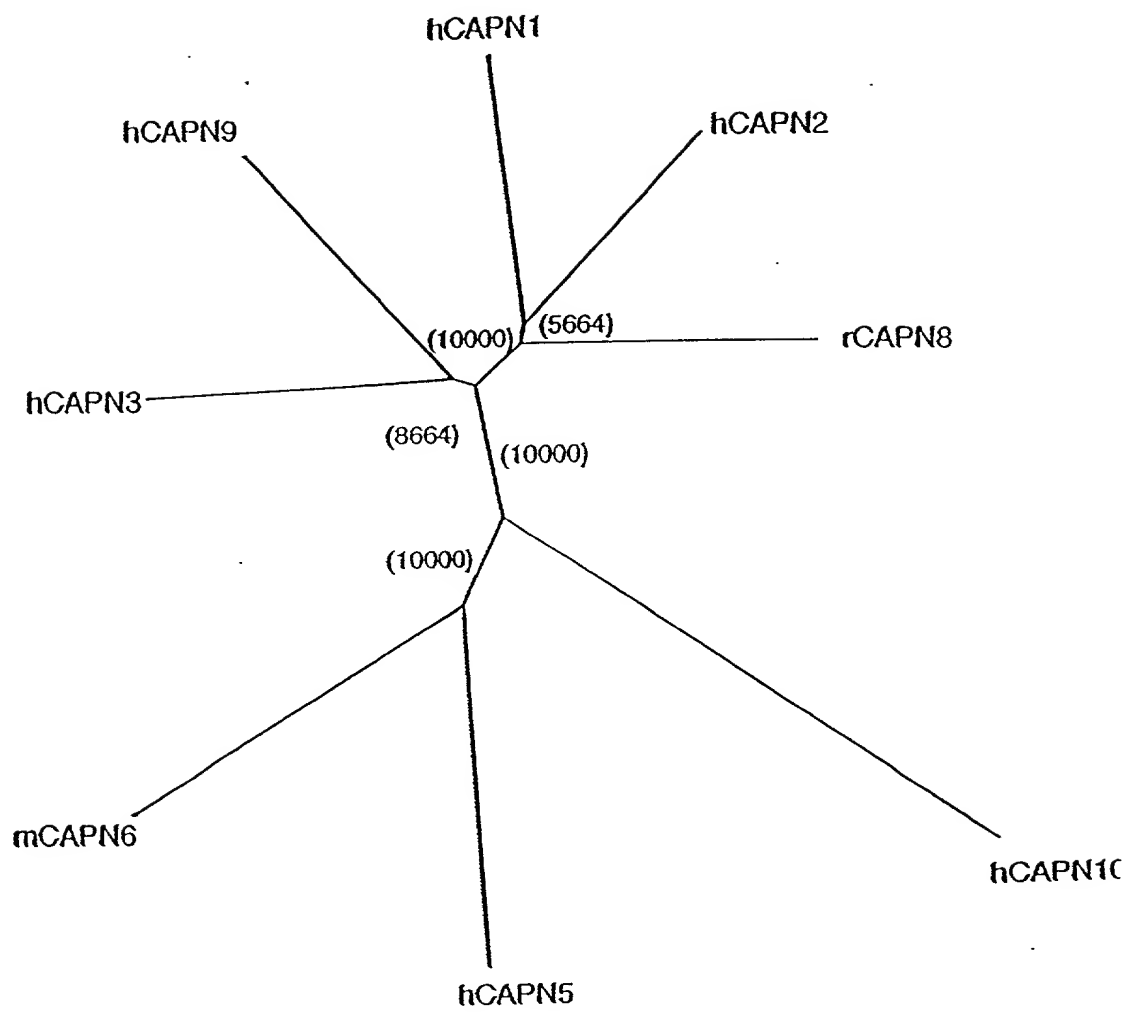 hCAPN1
hCAPN9
hCAPN2
(10000)
(5664)
rCAPN8
hCAPN3
(8664)
(10000)
(10000)
mCAPN6
hCAPN10
hCAPN5